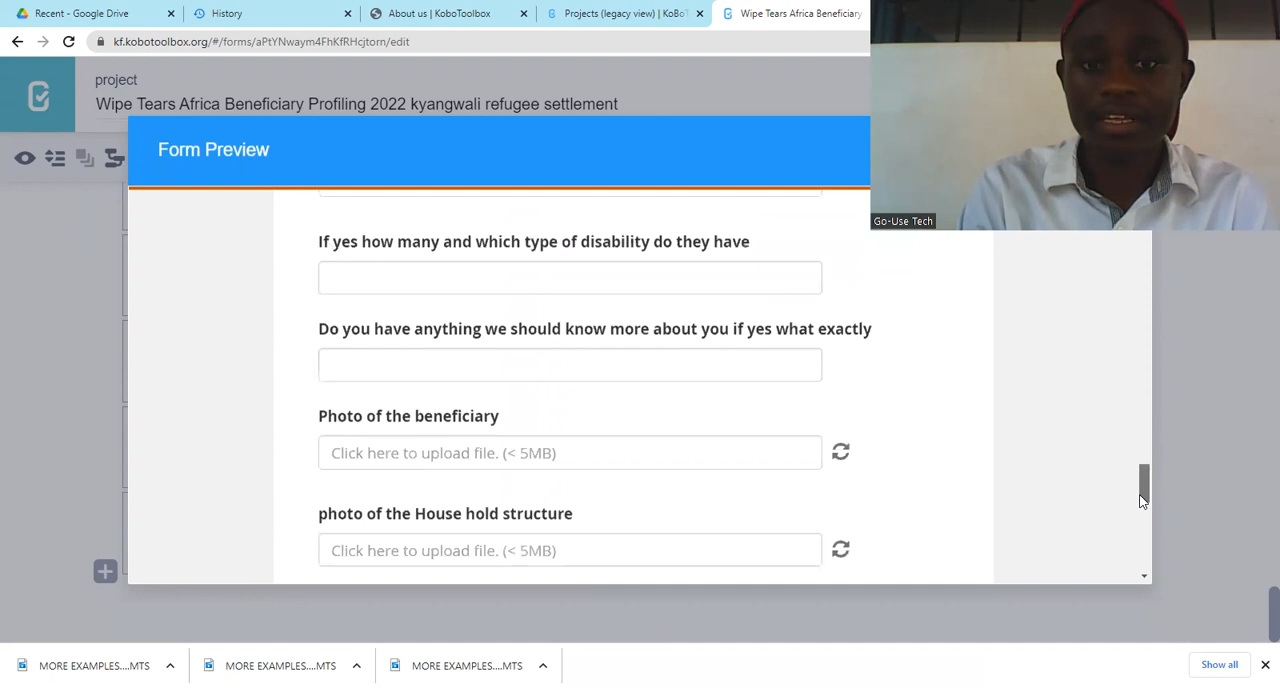 Recent - Google Drive
History
About us | KoboToolbox
Projects (legacy view) | KoBoT
Wipe Tears Africa Beneficiary
kf.kobotoolbox.org/#/forms/aPtYNwaym4FhKfRHcjtorn/edit
project
Wipe Tears Africa Beneficiary Profiling 2022 kyangwali refugee settlement
Form Preview
Go-Use Tech
If yes how many and which type of disability do they have
Do you have anything we should know more about you if yes what exactly
Photo of the beneficiary
Click here to upload file. (< 5MB)
photo of the House hold structure
Click here to upload file. (< 5MB)
MORE EXAMPLES....MTS
MORE EXAMPLES....MTS
MORE EXAMPLES....MTS
Show all